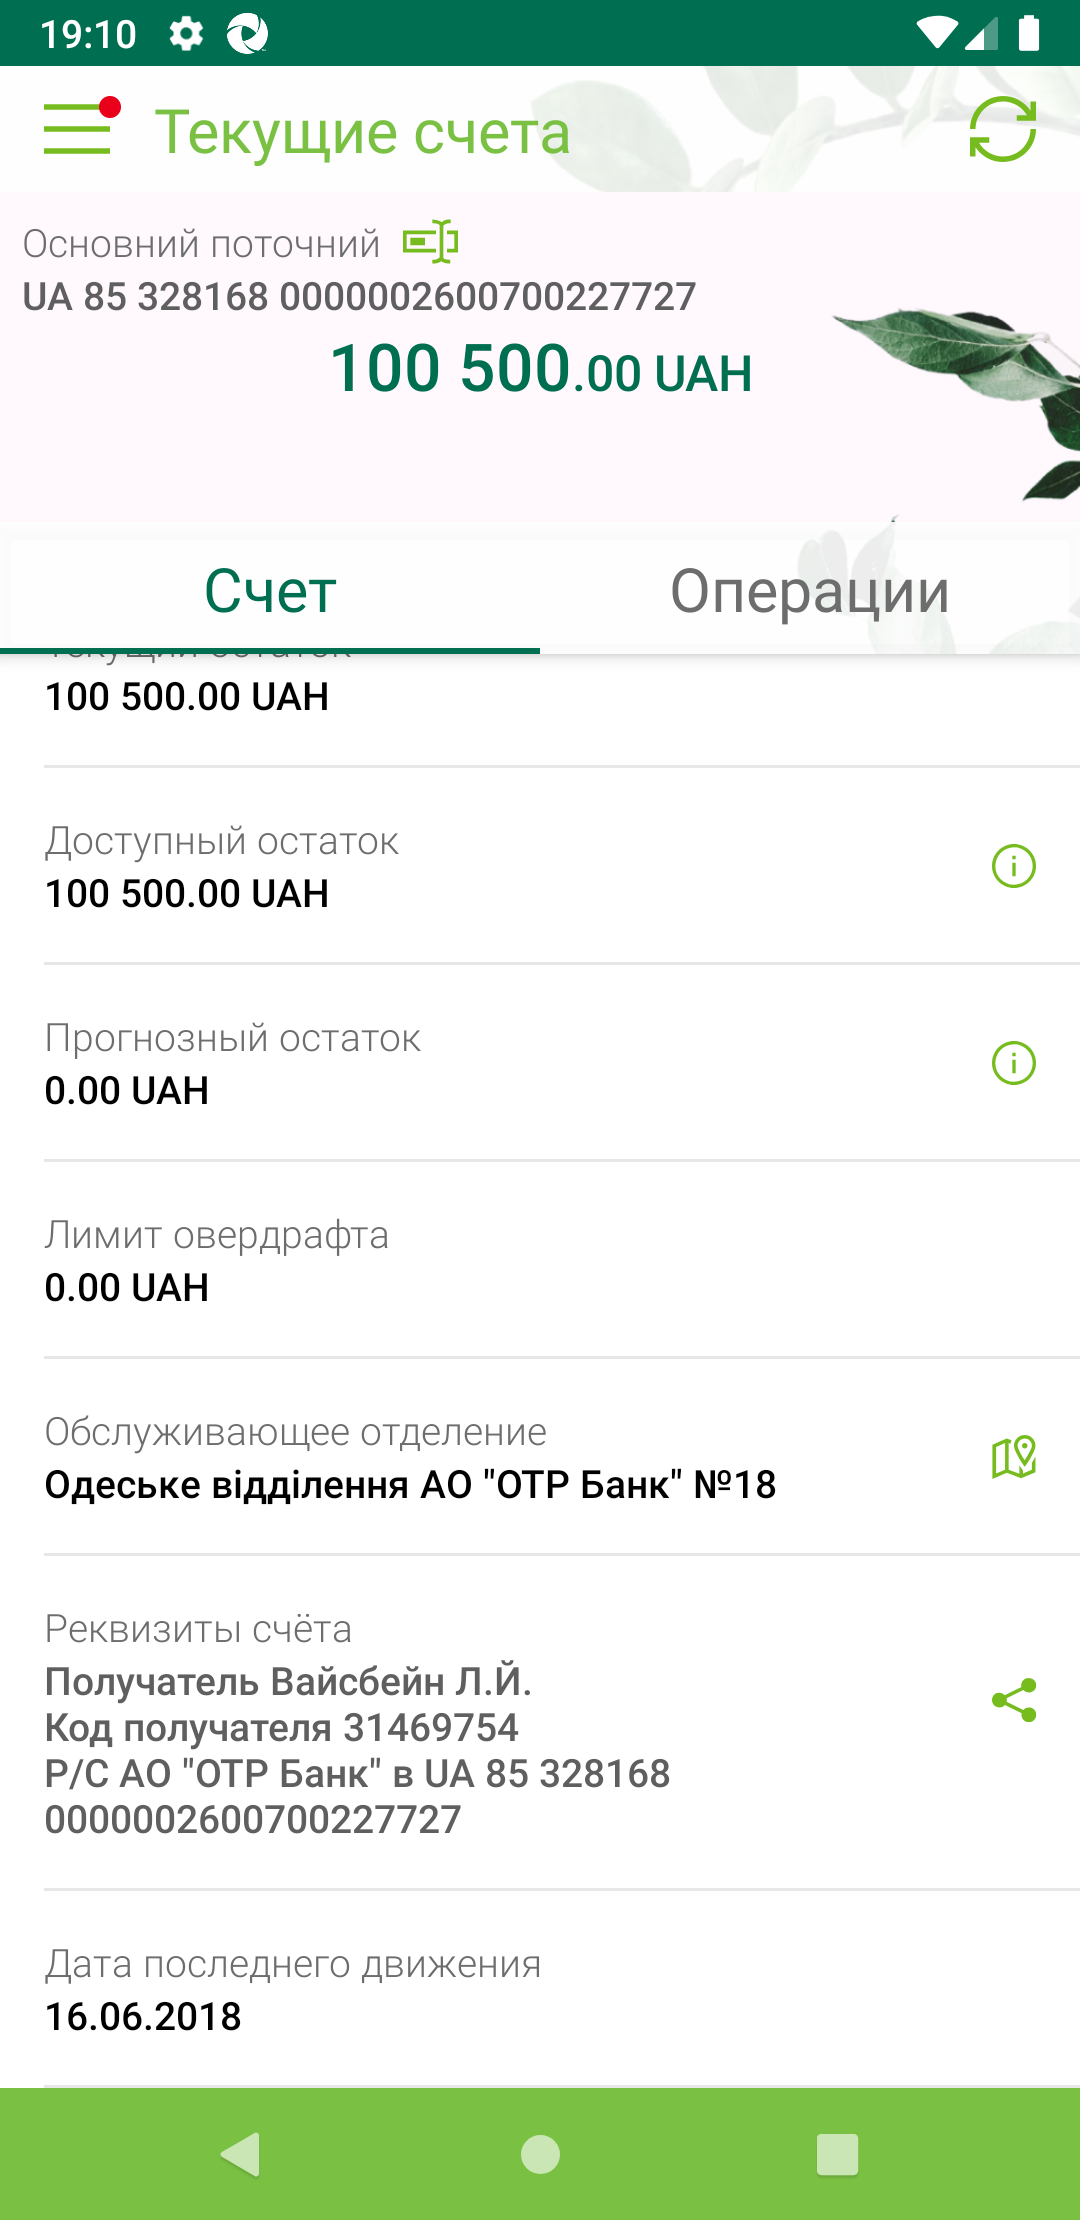 19:10
Текущие счета
Основний поточний
UA 85 328168 0000002600700227727
100 500.00 UAH
Счет
Операции
Текущий остаток
100 500.00 UAH
Доступный остаток
100 500.00 UAH
Прогнозный остаток
0.00 UAH
Лимит овердрафта
0.00 UAH
Обслуживающее отделение
Одеське відділення АО "ОТР Банк" №18
Реквизиты счёта
Получатель Вайсбейн Л.Й.
Код получателя 31469754
Р/С АО "ОТР Банк" в UA 85 328168
0000002600700227727
Дата последнего движения
16.06.2018